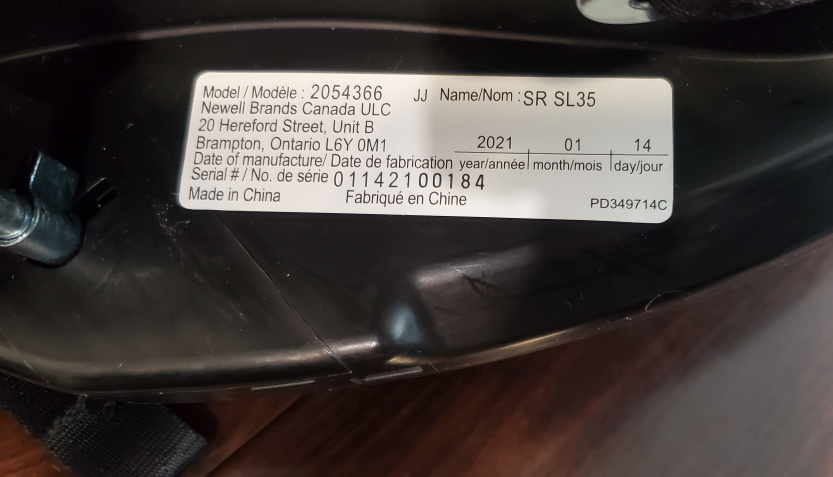 Model / Modèle : 2054366 JJ Name/Nom : SR SL35
Newell Brands Canada ULC
20 Hereford Street, Unit B
Brampton, Ontario L6Y 0M1 2021 01 14
Date of manufacture/ Date de fabrication year/année month/mois day/jour
Serial # / No. de série 01142100184
Made in China Fabriqué en Chine PD349714C